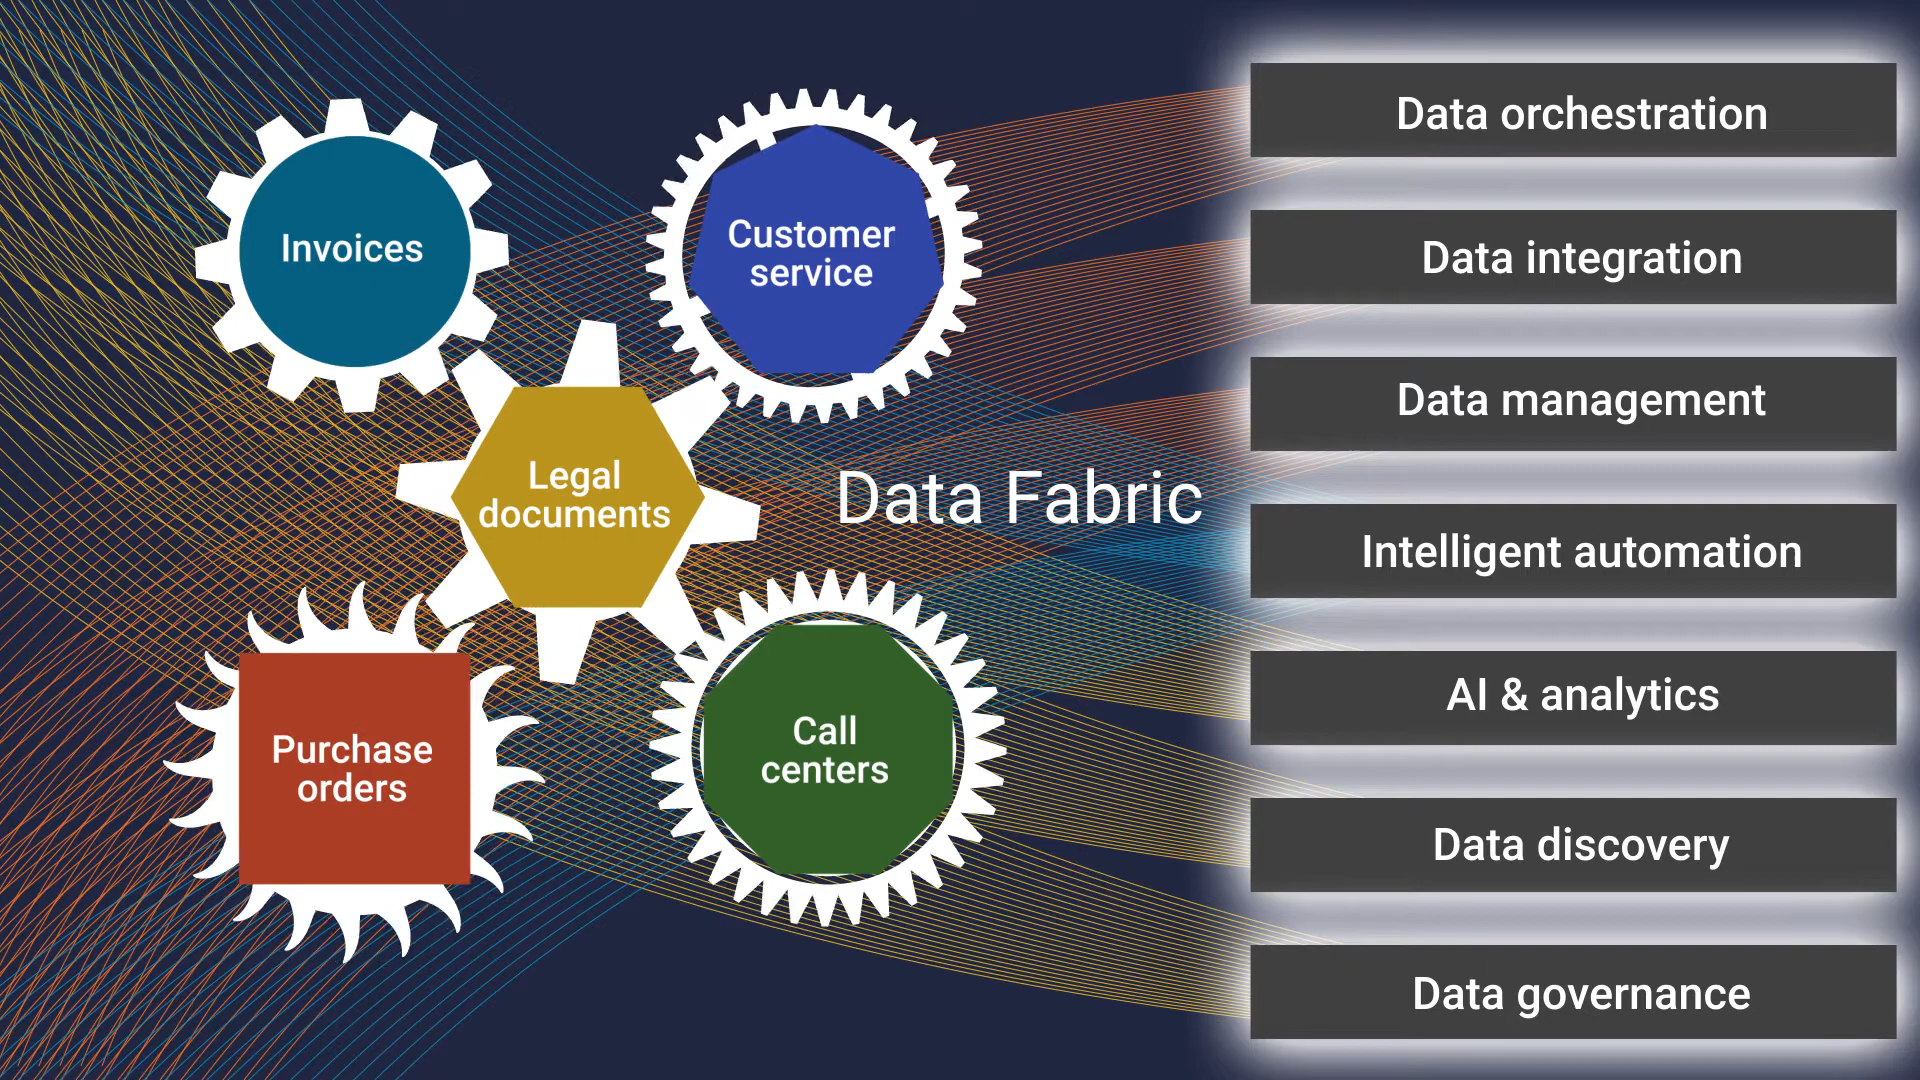 Invoices
Customer
service
Legal
documents
Data Fabric
Purchase
orders
Call
centers
Data orchestration
Data integration
Data management
Intelligent automation
AI & analytics
Data discovery
Data governance